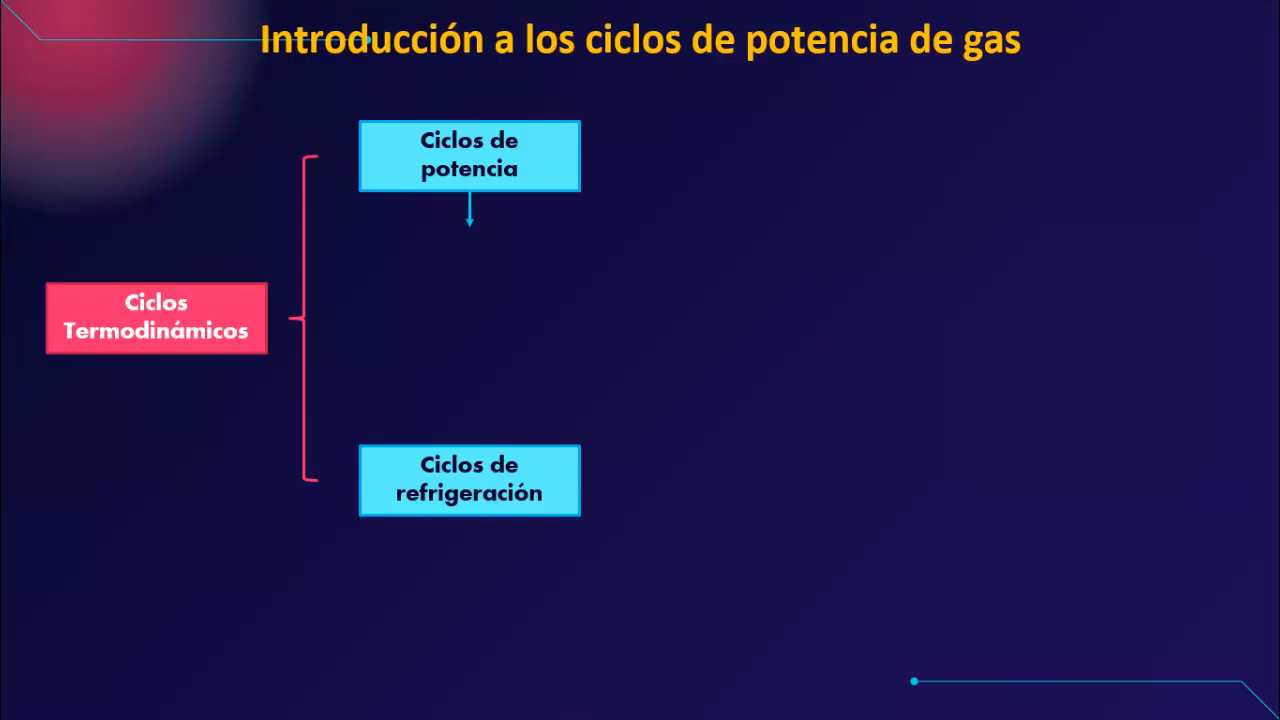 Introducción a los ciclos de potencia de gas
Ciclos de
potencia
Ciclos
Termodinámicos
Ciclos de
refrigeración